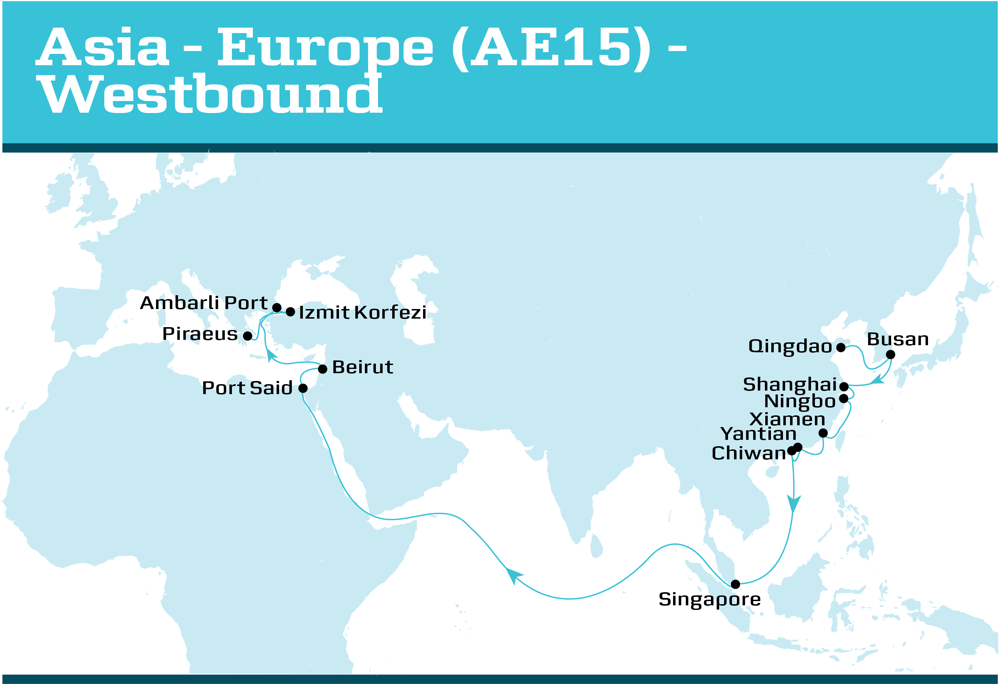 Asia - Europe (AE15) -
Westbound
Ambarli Port
Izmit Korfezi
Piraeus
Beirut
Port Said
Qingdao
Busan
Shanghai
Ningbo
Xiamen
Yantian
Chiwan
Singapore